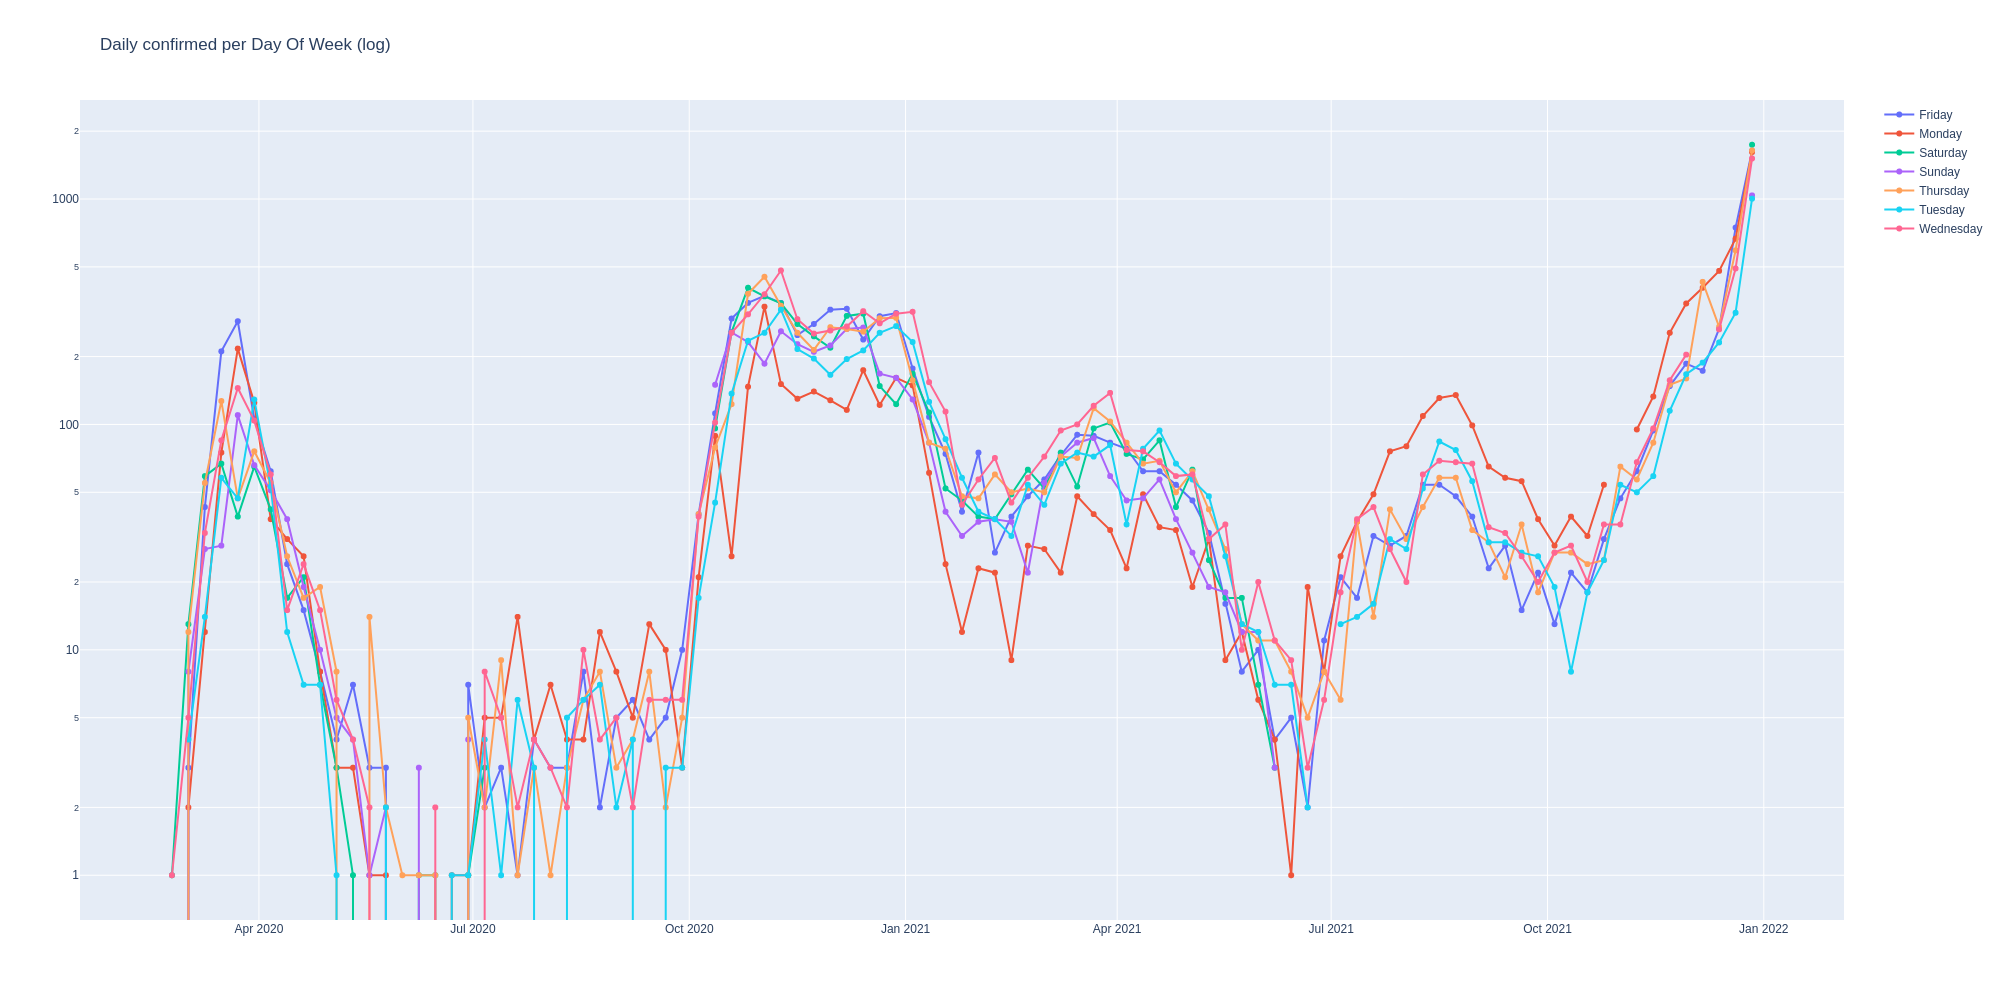 Daily confirmed per Day Of Week (log)
2
1000
5
2
100
5
2
10
5
2
1
Apr 2020
Jul 2020
Oct 2020
Jan 2021
Apr 2021
Jul 2021
Oct 2021
Jan 2022
Friday
Monday
Saturday
Sunday
Thursday
Tuesday
Wednesday